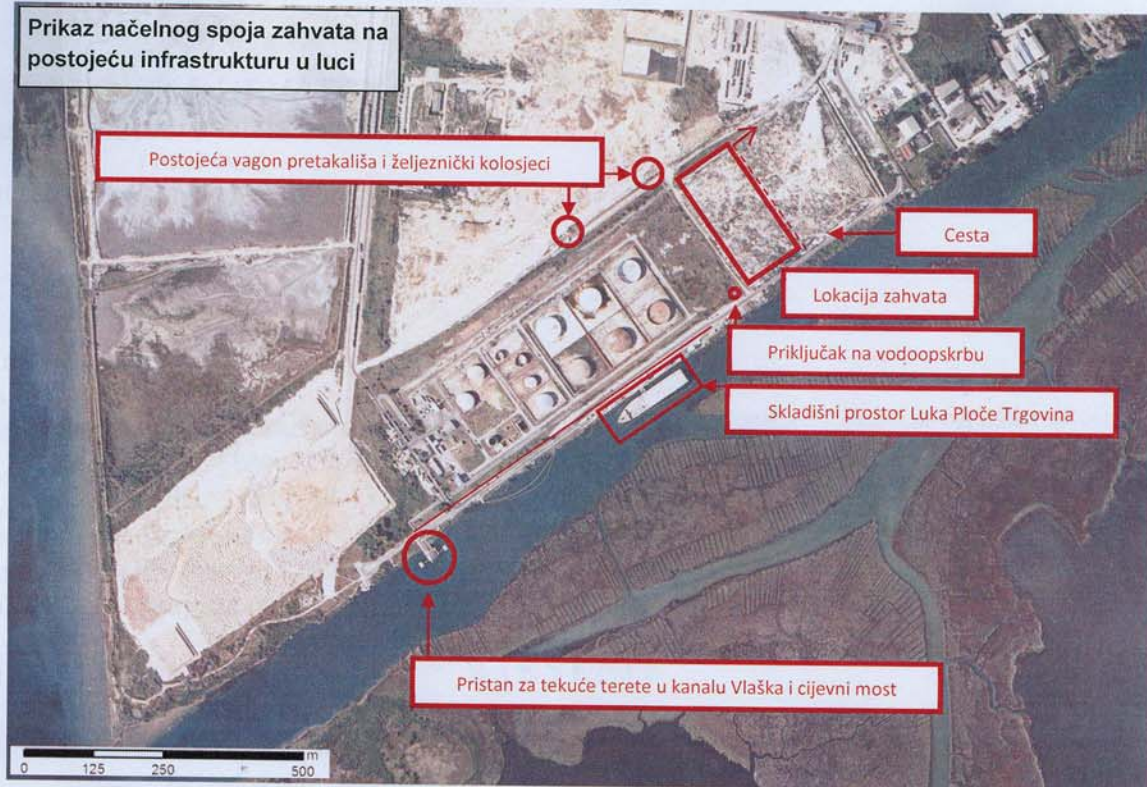 Prikaz načelnog spoja zahvata na
postojeću infrastrukturu u luci
Postojeća vagon pretakališa i željeznički kolosjeci
Cesta
Lokacija zahvata
Priključak na vodoopskrbu
Skladišni prostor Luka Ploče Trgovina
Pristan za tekuće terete u kanalu Vlaška i cijevni most
m
0 125 250 500